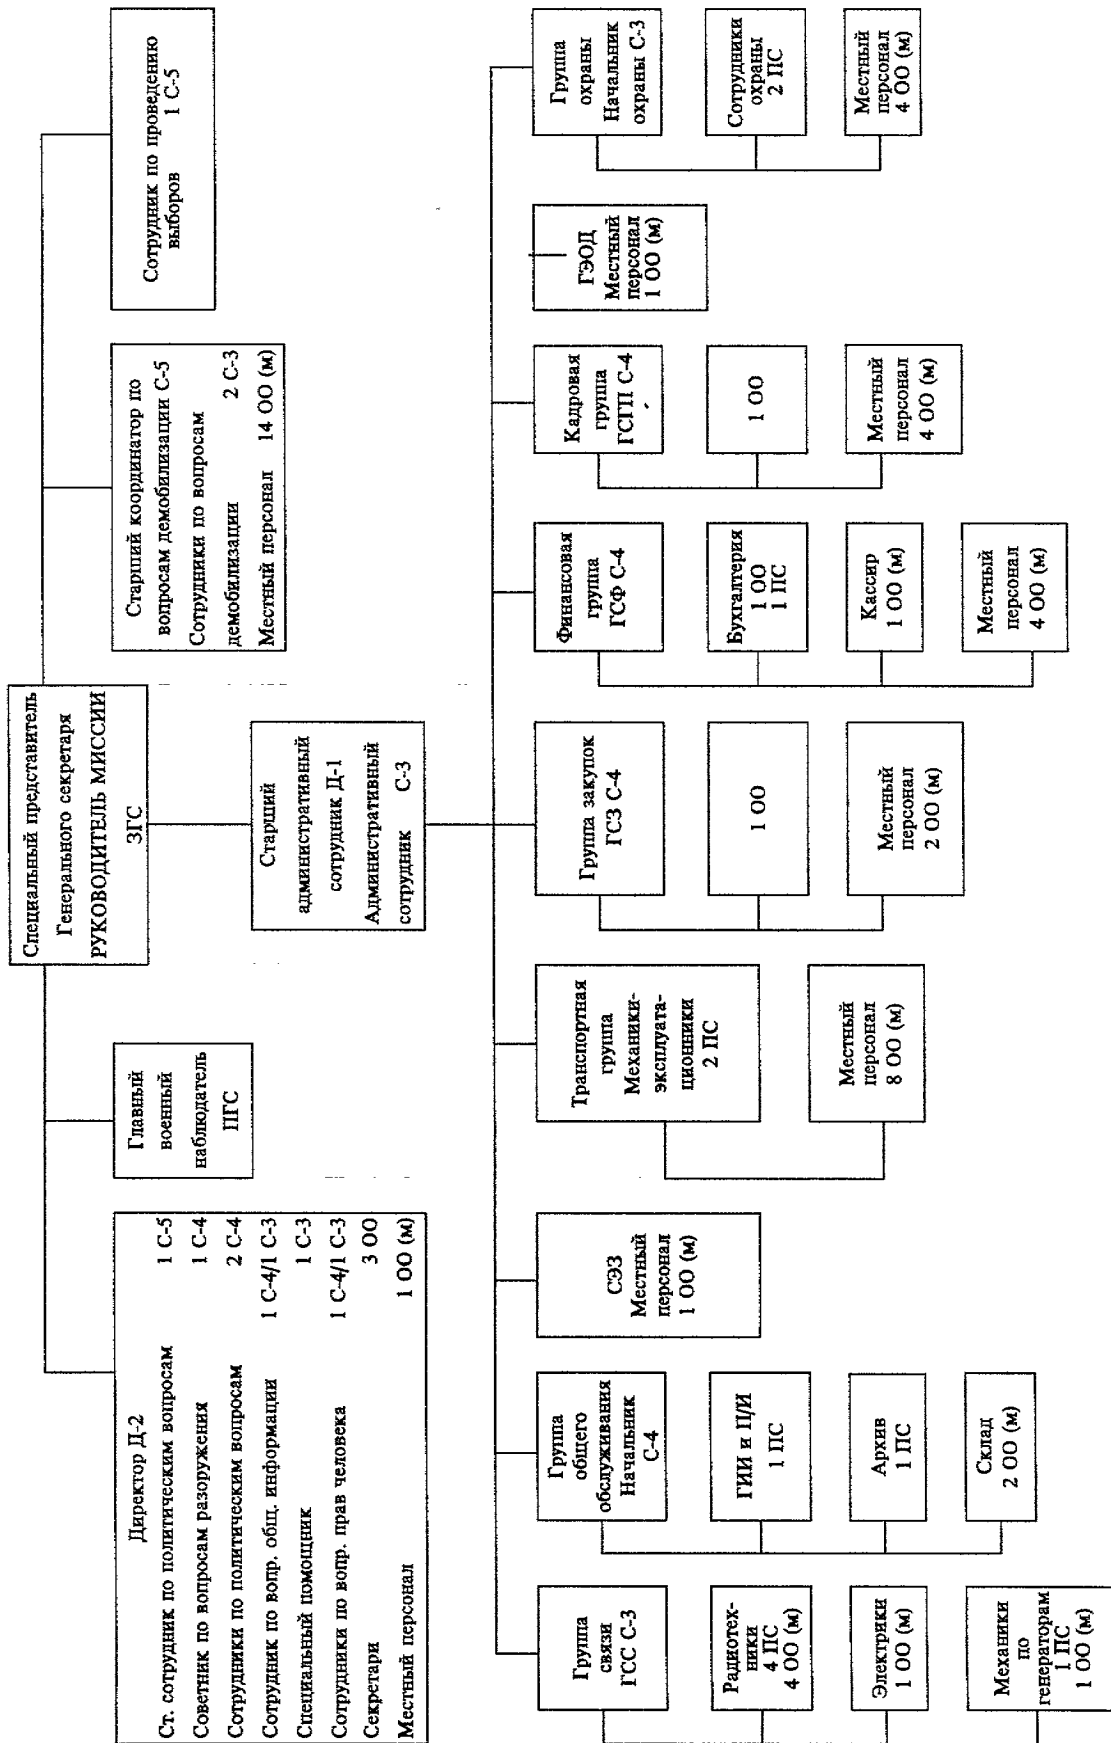 Специальный представитель
Генерального секретаря
РУКОВОДИТЕЛЬ МИССИИ
ЗГС
Директор Д-2
Ст. сотрудник по политическим вопросам 1 С-5
Советник по вопросам разоружения 1 С-4
Сотрудники по политическим вопросам 2 С-4
Сотрудник по вопр. общ. информации 1 С-4/1 С-3
Специальный помощник 1 С-3
Сотрудники по вопр. прав человека 1 С-4/1 С-3
Секретари 3 ОО
Местный персонал 1 ОО (м)
Главный
военный
наблюдатель
ПГС
Старший координатор по
вопросам демобилизации С-5
Сотрудники по вопросам
демобилизации 2 С-3
Местный персонал 14 ОО (м)
Сотрудник по проведению
выборов 1 С-5
Старший
административный
сотрудник Д-1
Административный
сотрудник С-3
Группа
связи
ГСС С-3
Радиотех-
ники
4 ПС
4 ОО (м)
Электрики
1 ОО (м)
Механики
по
генераторам
1 ПС
1 ОО (м)
Группа
общего
обслуживания
Начальник
С-4
ГИИ и П/И
1 ПС
Архив
1 ПС
Склад
2 ОО (м)
СЭЗ
Местный
персонал
1 ОО (м)
Транспортная
группа
Механики-
эксплуата-
ционники
2 ПС
Местный
персонал
8 ОО (м)
Группа закупок
ГСЗ С-4
1 ОО
Местный
персонал
2 ОО (м)
Финансовая
группа
ГСФ С-4
Бухгалтерия
1 ОО
1 ПС
Кассир
1 ОО (м)
Местный
персонал
4 ОО (м)
Кадровая
группа
ГСГП С-4
1 ОО
Местный
персонал
4 ОО (м)
ГЭОД
Местный
персонал
1 ОО (м)
Группа
охраны
Начальник
охраны С-3
Сотрудники
охраны
2 ПС
Местный
персонал
4 ОО (м)